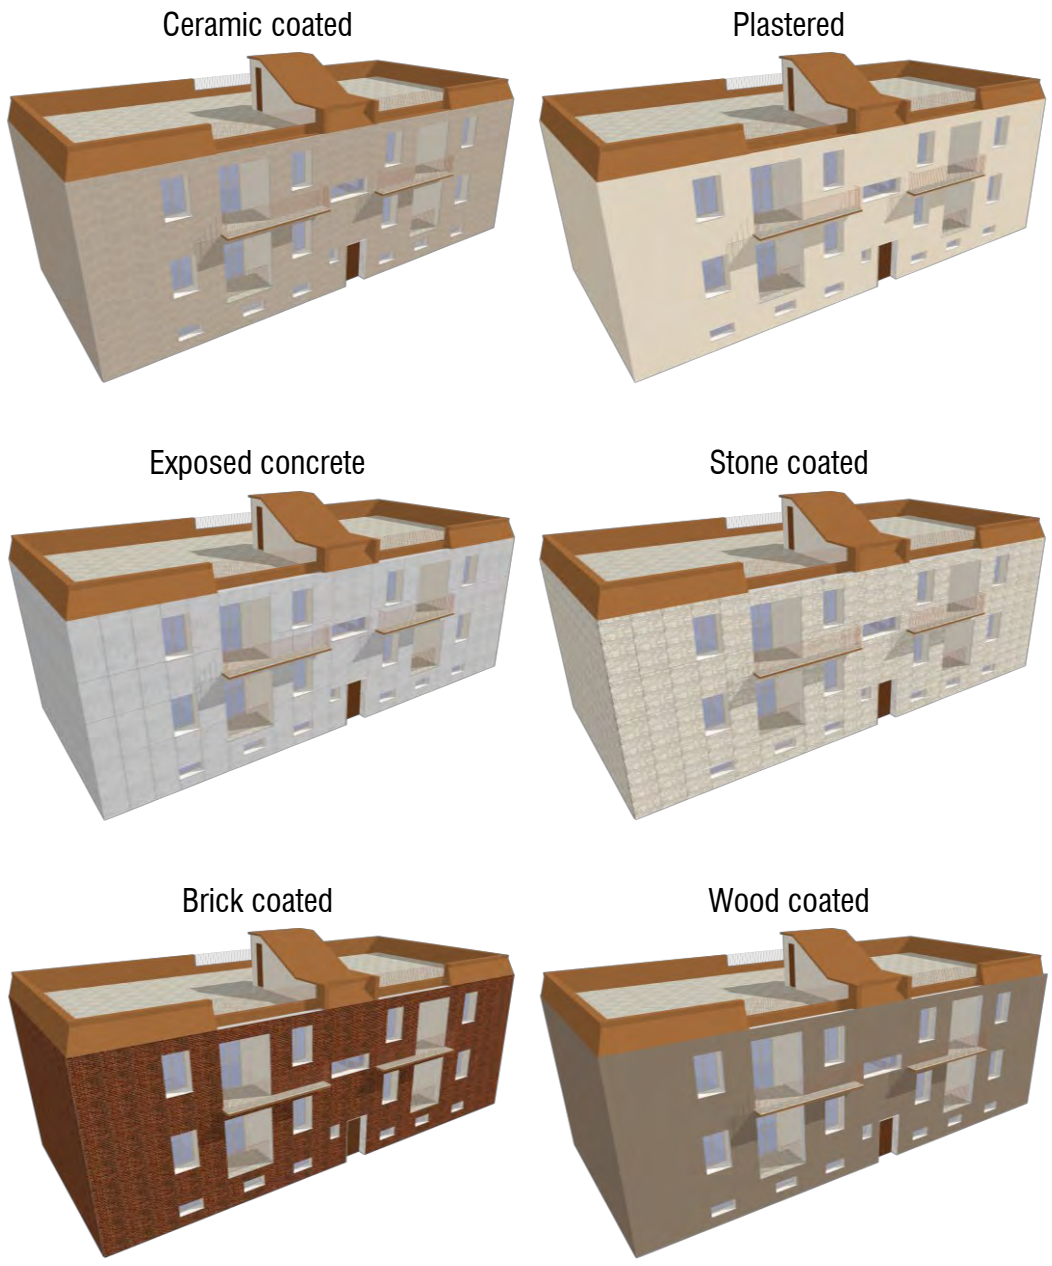 Ceramic coated
Plastered
Exposed concrete
Stone coated
Brick coated
Wood coated